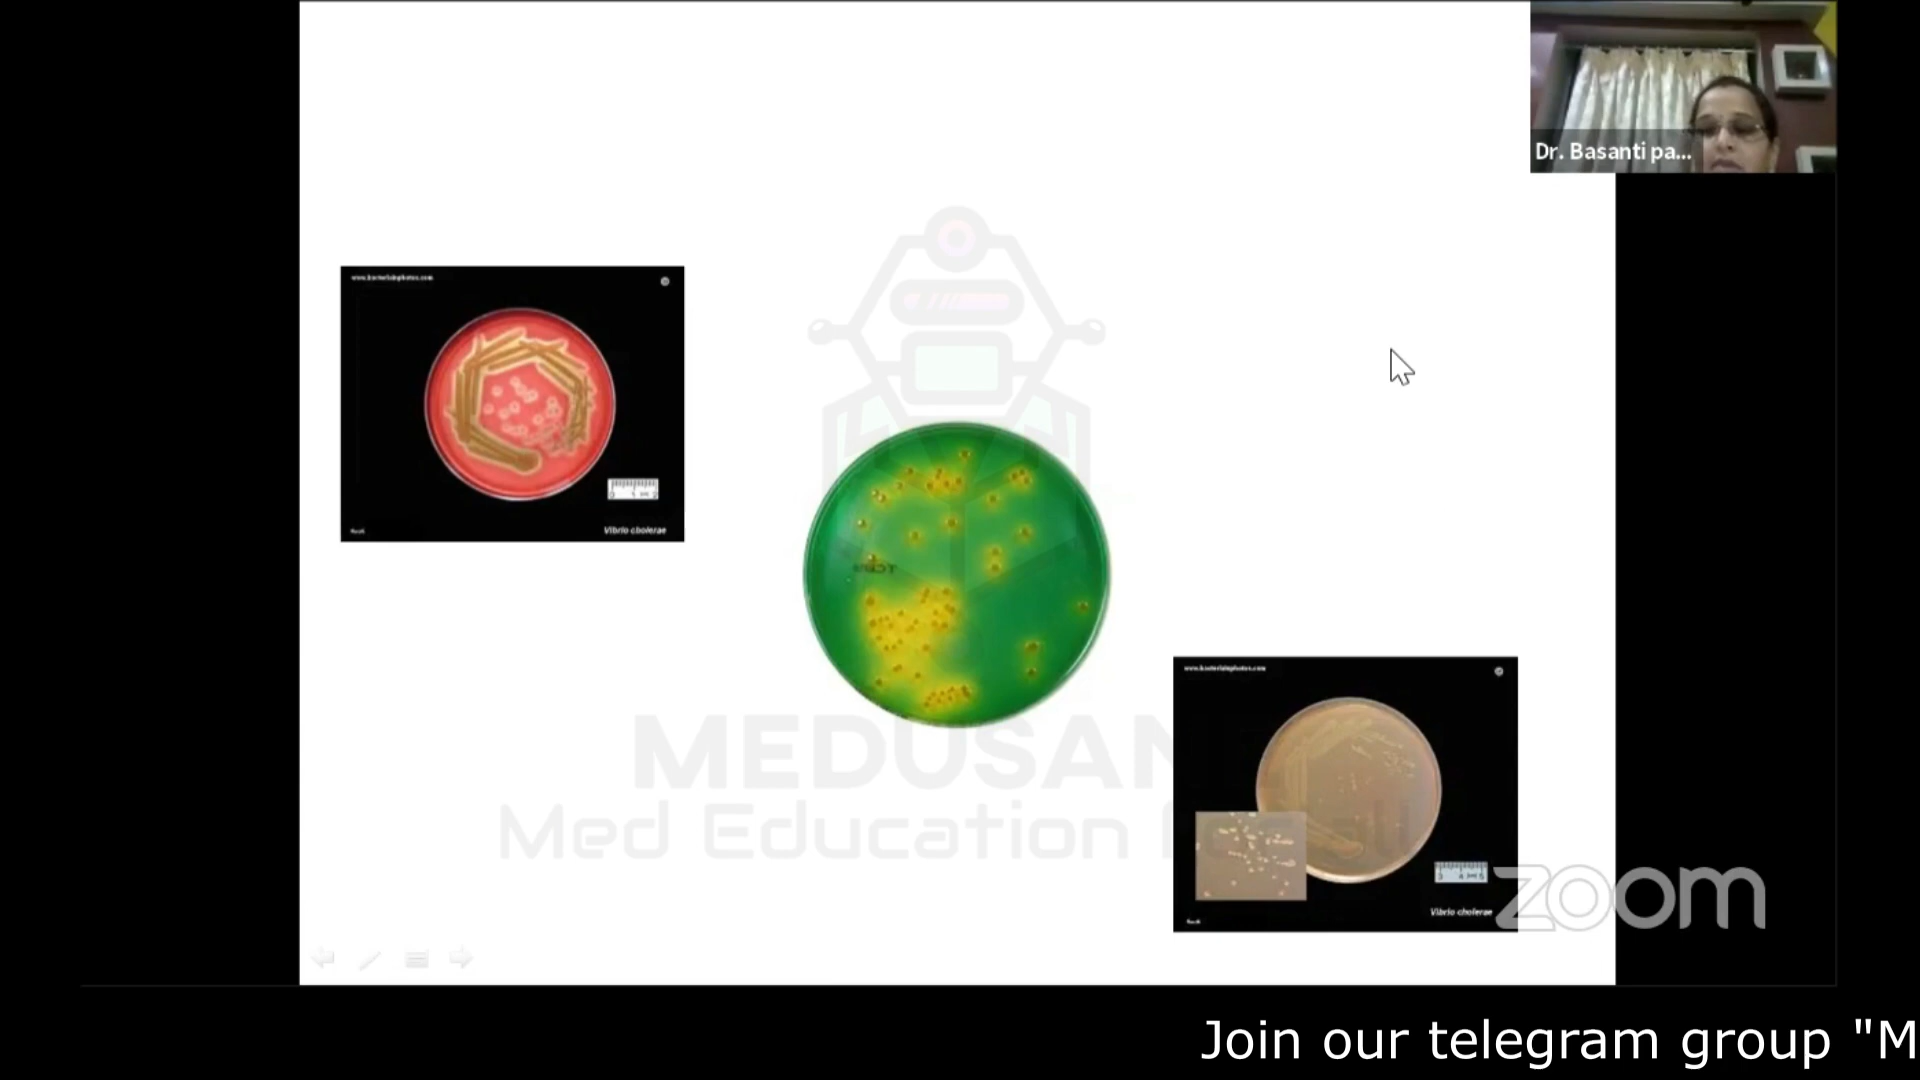 Dr. Basanti pa...
www.bacteriainphotos.com
Vibrio cholerae
MEDUSAN
Med Education
www.bacteriainphotos.com
Vibrio cholerae
zoom
Join our telegram group "M